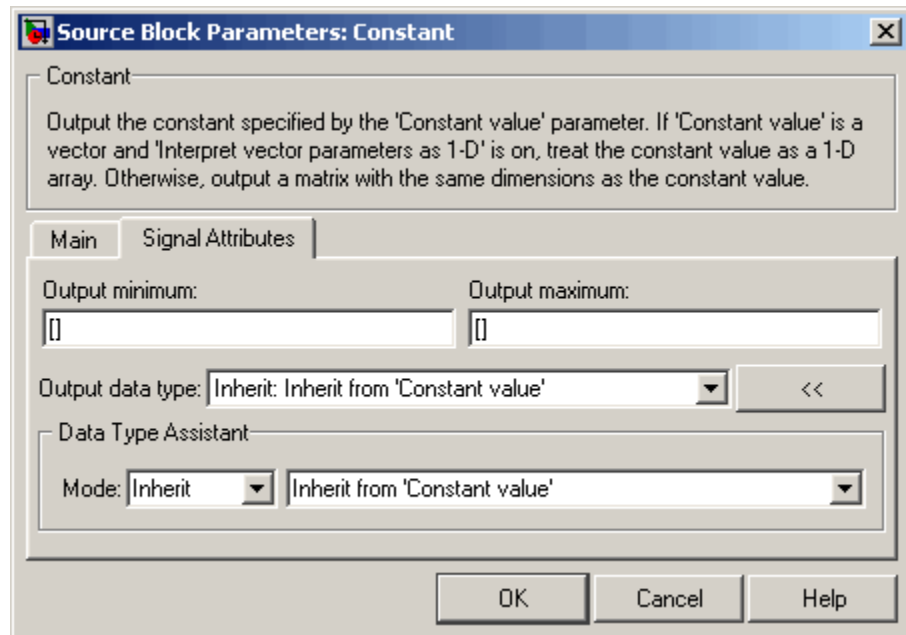 Source Block Parameters: Constant
Constant
Output the constant specified by the 'Constant value' parameter. If 'Constant value' is a
vector and 'Interpret vector parameters as 1-D' is on, treat the constant value as a 1-D
array. Otherwise, output a matrix with the same dimensions as the constant value.
Main Signal Attributes
Output minimum: Output maximum:
[] []
Output data type: Inherit: Inherit from 'Constant value' <<
Data Type Assistant
Mode: Inherit Inherit from 'Constant value'
OK Cancel Help